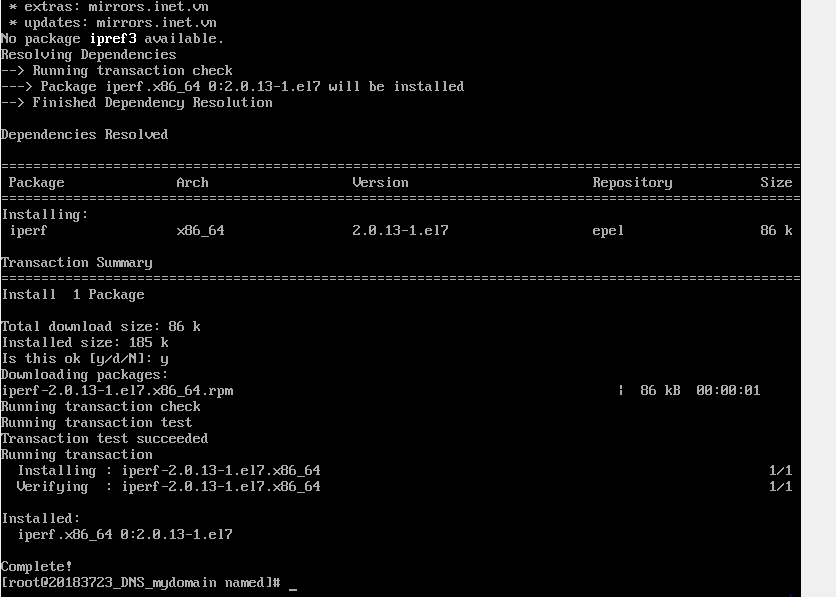 * extras: mirrors.inet.vn
* updates: mirrors.inet.vn
No package ipref3 available.
Resolving Dependencies
--> Running transaction check
---> Package iperf.x86_64 0:2.0.13-1.el7 will be installed
--> Finished Dependency Resolution
Dependencies Resolved
================================================================================
Package Arch Version Repository Size
================================================================================
Installing:
iperf x86_64 2.0.13-1.el7 epel 86 k
Transaction Summary
================================================================================
Install 1 Package
Total download size: 86 k
Installed size: 185 k
Is this ok [y/d/N]: y
Downloading packages:
iperf-2.0.13-1.el7.x86_64.rpm | 86 kB 00:00:01
Running transaction check
Running transaction test
Transaction test succeeded
Running transaction
Installing : iperf-2.0.13-1.el7.x86_64 1/1
Verifying : iperf-2.0.13-1.el7.x86_64 1/1
Installed:
iperf.x86_64 0:2.0.13-1.el7
Complete!
[root@20183723_DNS_mydomain named]# _